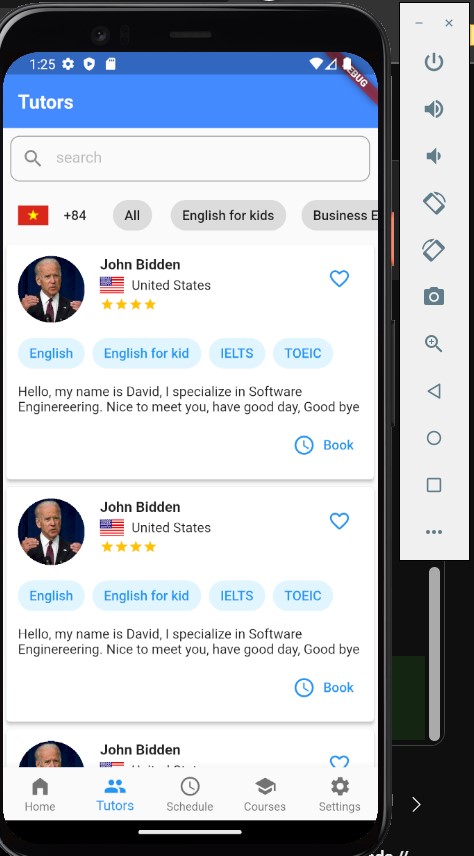 1:25
DEBUG
Tutors
search
+84 All English for kids Business E
John Bidden
United States
English English for kid IELTS TOEIC
Hello, my name is David, I specialize in Software
Enginereering. Nice to meet you, have good day, Good bye
Book
John Bidden
United States
English English for kid IELTS TOEIC
Hello, my name is David, I specialize in Software
Enginereering. Nice to meet you, have good day, Good bye
Book
John Bidden
United States
Home Tutors Schedule Courses Settings